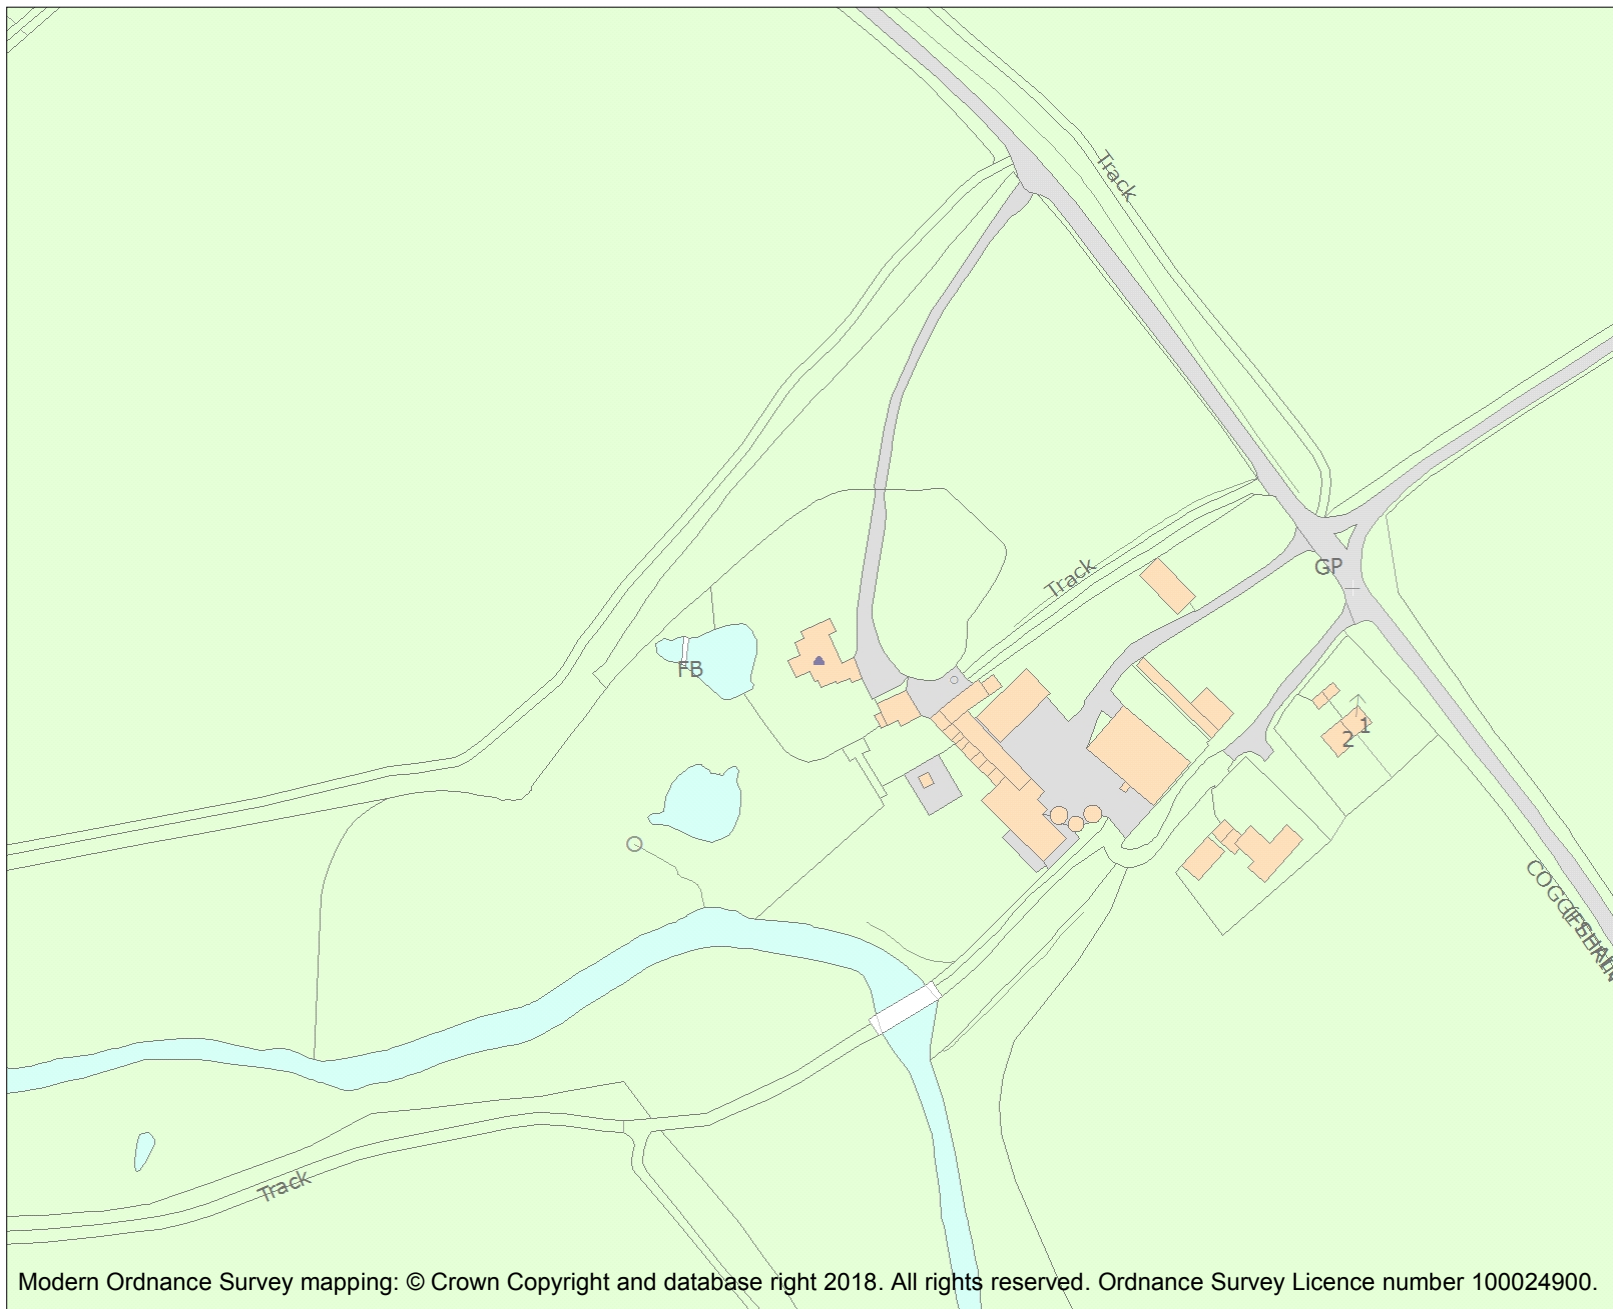 Track
Track
GP
FB
1
2
Track
Modern Ordnance Survey mapping: © Crown Copyright and database right 2018. All rights reserved. Ordnance Survey Licence number 100024900.